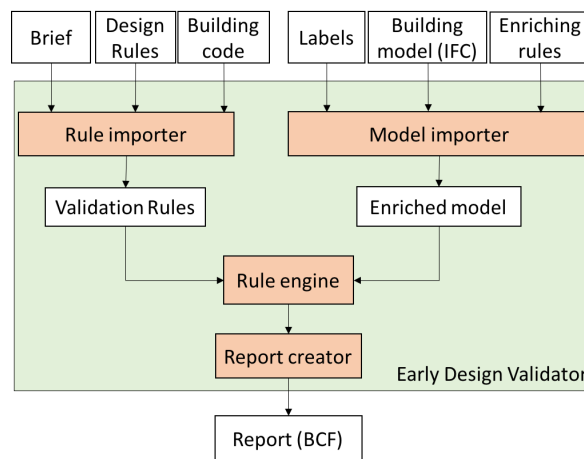 Brief
Design
Rules
Building
code
Labels
Building
model (IFC)
Enriching
rules
Rule importer
Model importer
Validation Rules
Enriched model
Rule engine
Report creator
Early Design Validator
Report (BCF)